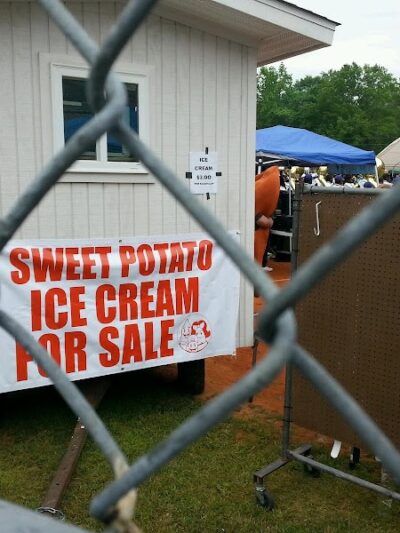 ICE
CREAM
$3.00
SWEET POTATO
ICE CREAM
FOR SALE